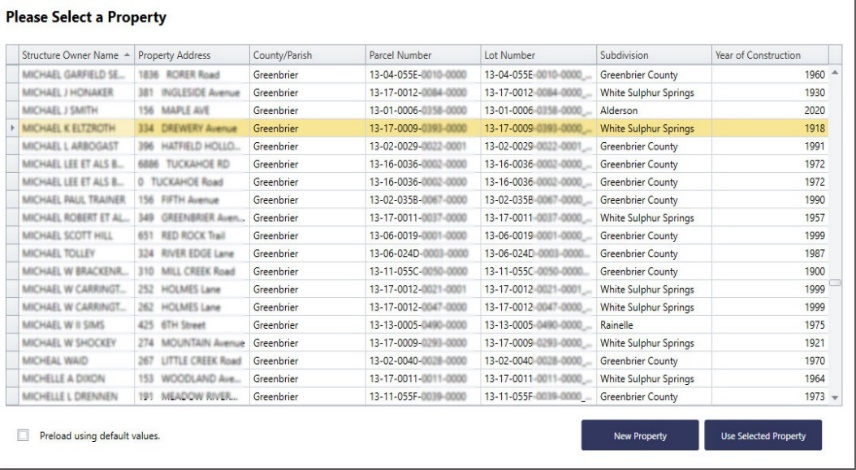 Please Select a Property
Structure Owner Name Property Address County/Parish Parcel Number Lot Number Subdivision Year of Construction
MICHAEL GARFIELD SE... 1836 RORER Road Greenbrier 13-04-055E-0010-0000 13-04-055E-0010-0000_... Greenbrier County 1960
MICHAEL J HONAKER 381 INGLESIDE Avenue Greenbrier 13-17-0012-0084-0000 13-17-0012-0084-0000_... White Sulphur Springs 1930
MICHAEL J SMITH 156 MAPLE AVE Greenbrier 13-01-0006-0358-0000 13-01-0006-0358-0000_... Alderson 2020
MICHAEL K ELTZROTH 334 DREWERY Avenue Greenbrier 13-17-0009-0393-0000 13-17-0009-0393-0000_... White Sulphur Springs 1918
MICHAEL L ARBOGAST 396 HATFIELD HOLLO... Greenbrier 13-02-0029-0022-0001 13-02-0029-0022-0001_... Greenbrier County 1991
MICHAEL LEE ET ALS B... 6886 TUCKAHOE RD Greenbrier 13-16-0036-0002-0000 13-16-0036-0002-0000_... Greenbrier County 1972
MICHAEL LEE ET ALS B... 0 TUCKAHOE Road Greenbrier 13-16-0036-0002-0000 13-16-0036-0002-0000_... Greenbrier County 1972
MICHAEL PAUL TRAINER 156 FIFTH Avenue Greenbrier 13-02-035B-0067-0000 13-02-035B-0067-0000_... Greenbrier County 1990
MICHAEL ROBERT ET AL... 349 GREENBRIER Aven... Greenbrier 13-17-0011-0037-0000 13-17-0011-0037-0000_... White Sulphur Springs 1957
MICHAEL SCOTT HILL 651 RED ROCK Trail Greenbrier 13-06-0019-0001-0000 13-06-0019-0001-0000_... Greenbrier County 1999
MICHAEL TOLLEY 324 RIVER EDGE Lane Greenbrier 13-06-024D-0003-0000 13-06-024D-0003-0000... Greenbrier County 1987
MICHAEL W BRACKENR... 310 MILL CREEK Road Greenbrier 13-11-055C-0050-0000 13-11-055C-0050-0000... Greenbrier County 1900
MICHAEL W CARRINGT... 252 HOLMES Lane Greenbrier 13-17-0012-0021-0001 13-17-0012-0021-0001_... White Sulphur Springs 1999
MICHAEL W CARRINGT... 262 HOLMES Lane Greenbrier 13-17-0012-0047-0000 13-17-0012-0047-0000_... White Sulphur Springs 1999
MICHAEL W II SIMS 425 6TH Street Greenbrier 13-13-0005-0490-0000 13-13-0005-0490-0000_... Rainelle 1975
MICHAEL W SHOCKEY 274 MOUNTAIN Avenue Greenbrier 13-17-0009-0293-0000 13-17-0009-0293-0000_... White Sulphur Springs 1921
MICHEAL WAID 267 LITTLE CREEK Road Greenbrier 13-02-0040-0028-0000 13-02-0040-0028-0000_... Greenbrier County 1970
MICHELLE A DIXON 153 WOODLAND Ave... Greenbrier 13-17-0011-0011-0000 13-17-0011-0011-0000_... White Sulphur Springs 1964
MICHELLE L DRENNEN 191 MEADOW RIVER... Greenbrier 13-11-055F-0039-0000 13-11-055F-0039-0000_... Greenbrier County 1973
Preload using default values.
New Property
Use Selected Property